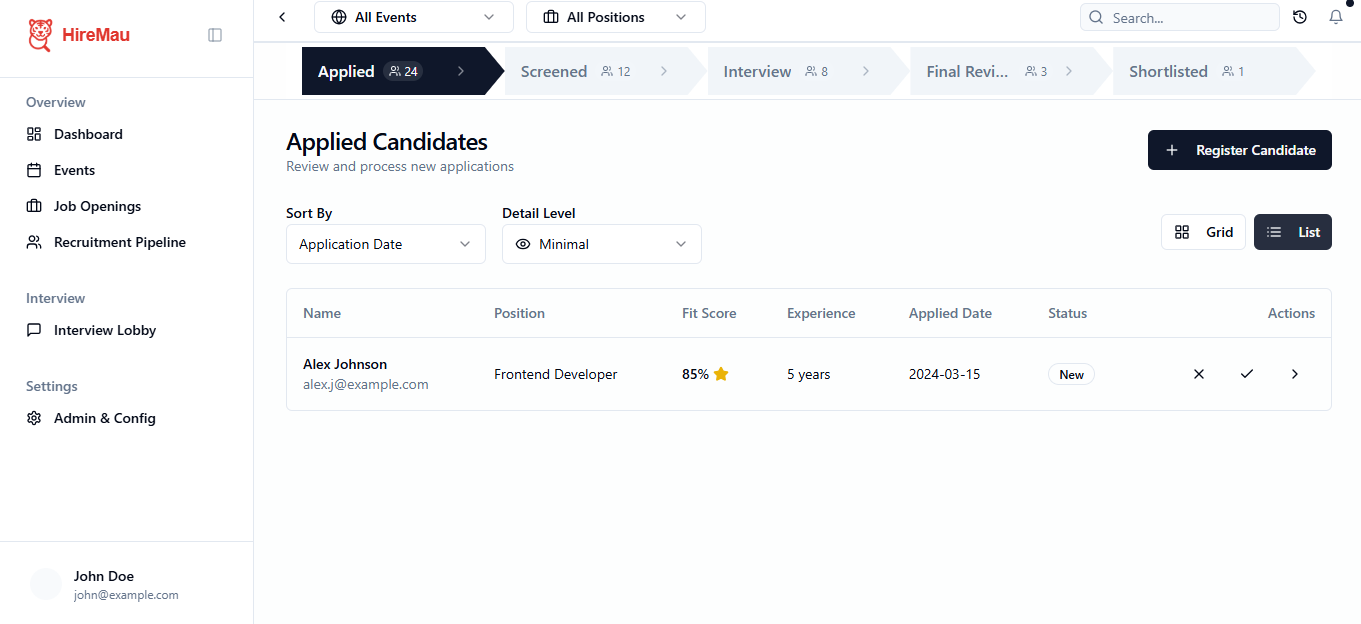 HireMau
Overview
Dashboard
Events
Job Openings
Recruitment Pipeline
Interview
Interview Lobby
Settings
Admin & Config
John Doe
john@example.com
All Events
All Positions
Search...
Applied 24
Screened 12
Interview 8
Final Revi... 3
Shortlisted 1
Applied Candidates
Review and process new applications
Register Candidate
Sort By
Application Date
Detail Level
Minimal
Grid
List
Name Position Fit Score Experience Applied Date Status Actions
Alex Johnson
alex.j@example.com
Frontend Developer 85% 5 years 2024-03-15 New